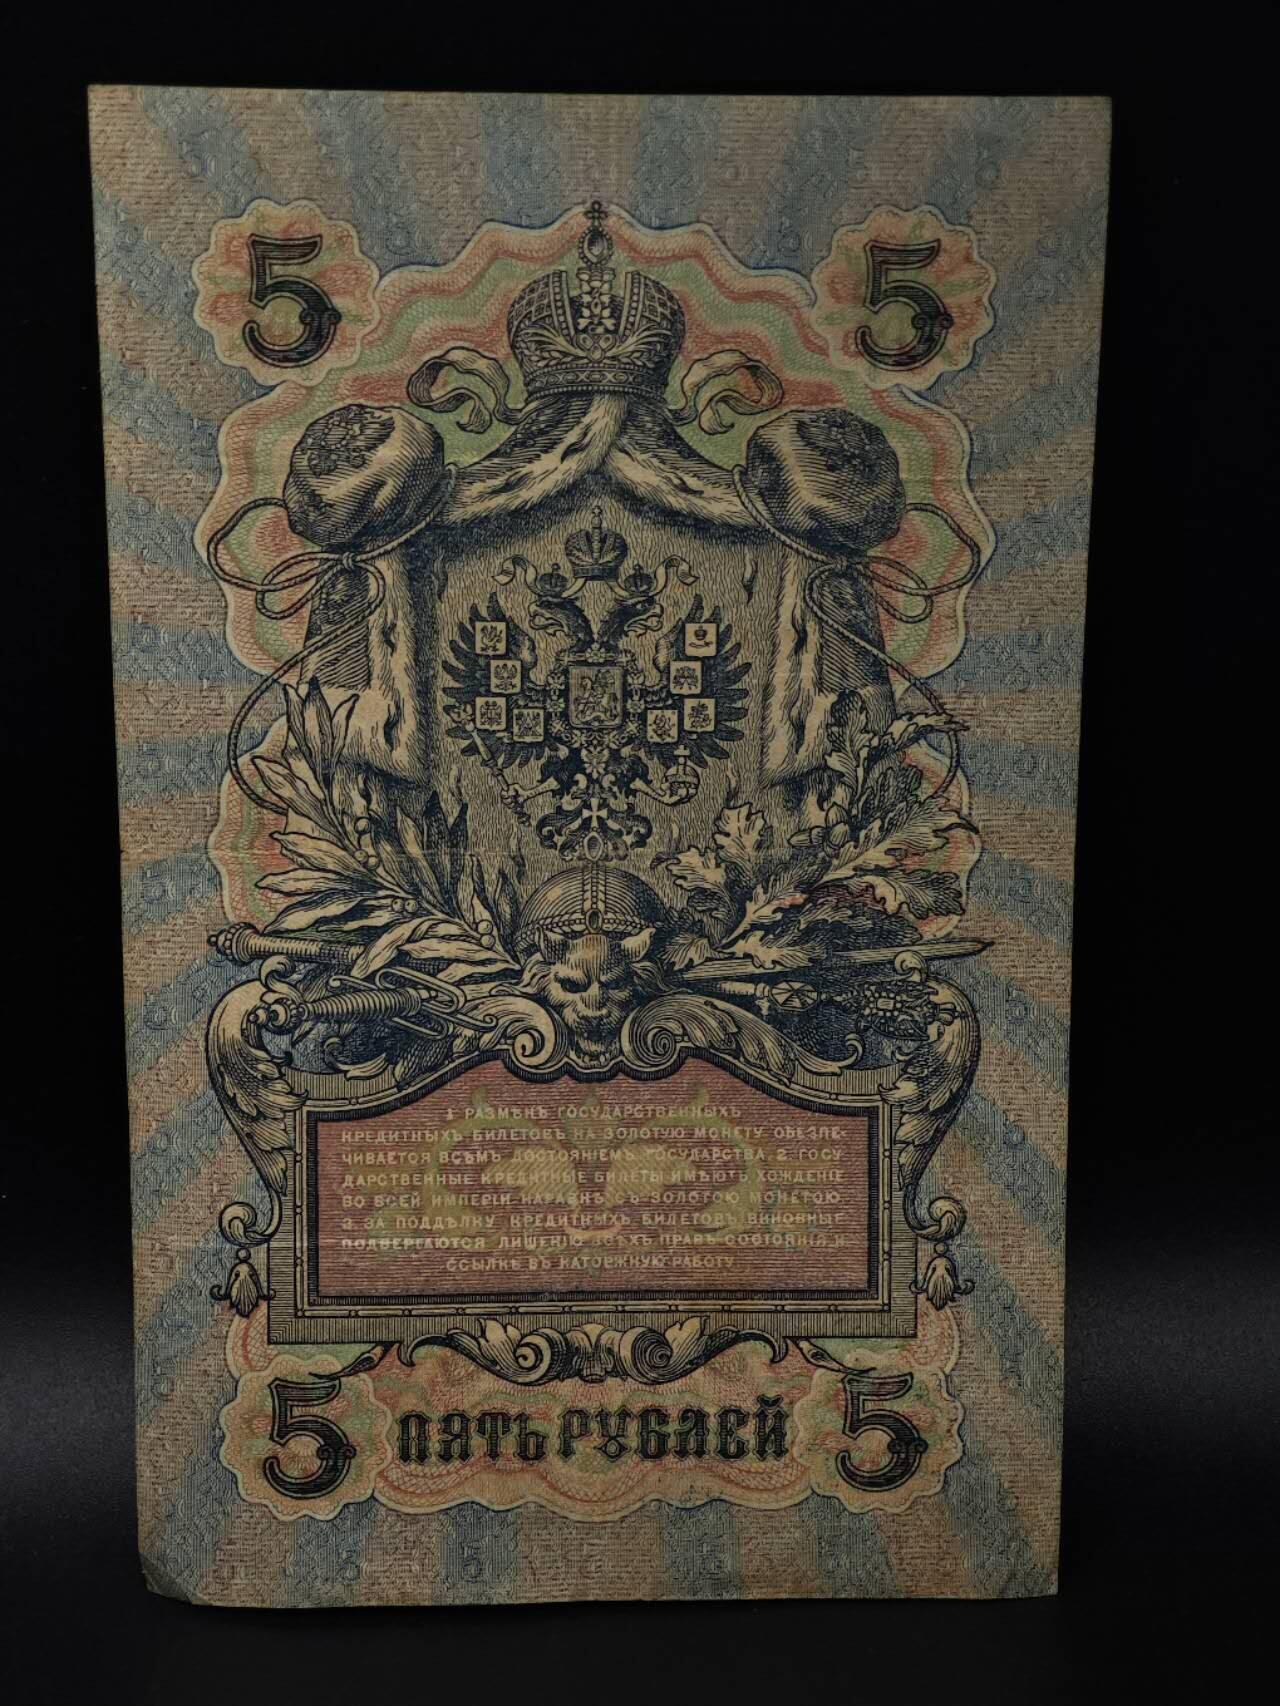 5 5
1 РАЗМѢНЪ ГОСУДАРСТВЕННЫХЪ
КРЕДИТНЫХЪ БИЛЕТОВЪ НА ЗОЛОТУЮ МОНЕТУ ОБЕЗПЕ-
ЧИВАЕТСЯ ВСѢМЪ ДОСТОЯНІЕМЪ ГОСУДАРСТВА. 2. ГОСУ-
ДАРСТВЕННЫЕ КРЕДИТНЫЕ БИЛЕТЫ ИМѢЮТЪ ХОЖДЕНІЕ
ВО ВСЕЙ ИМПЕРІИ НАРАВНѢ СЪ ЗОЛОТОЮ МОНЕТОЮ
3. ЗА ПОДДѢЛКУ КРЕДИТНЫХЪ БИЛЕТОВЪ ВИНОВНЫЕ
ПОДВЕРГАЮТСЯ ЛИШЕНІЮ ВСѢХЪ ПРАВЪ СОСТОЯНІЯ И
ССЫЛКѢ ВЪ КАТОРЖНУЮ РАБОТУ
5 ПЯТЬ РУБЛЕЙ 5